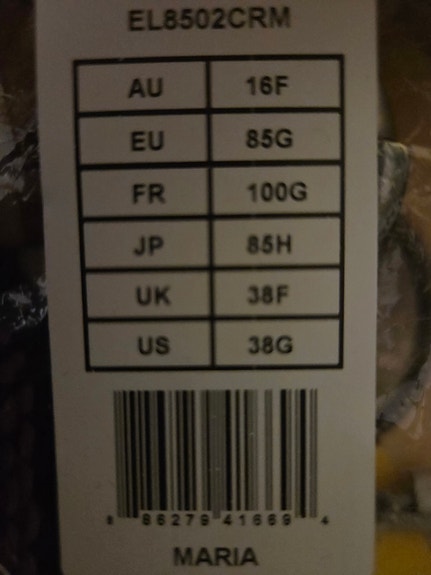 EL8502CRM
AU 16F
EU 85G
FR 100G
JP 85H
UK 38F
US 38G
8 86279 41669 4
MARIA